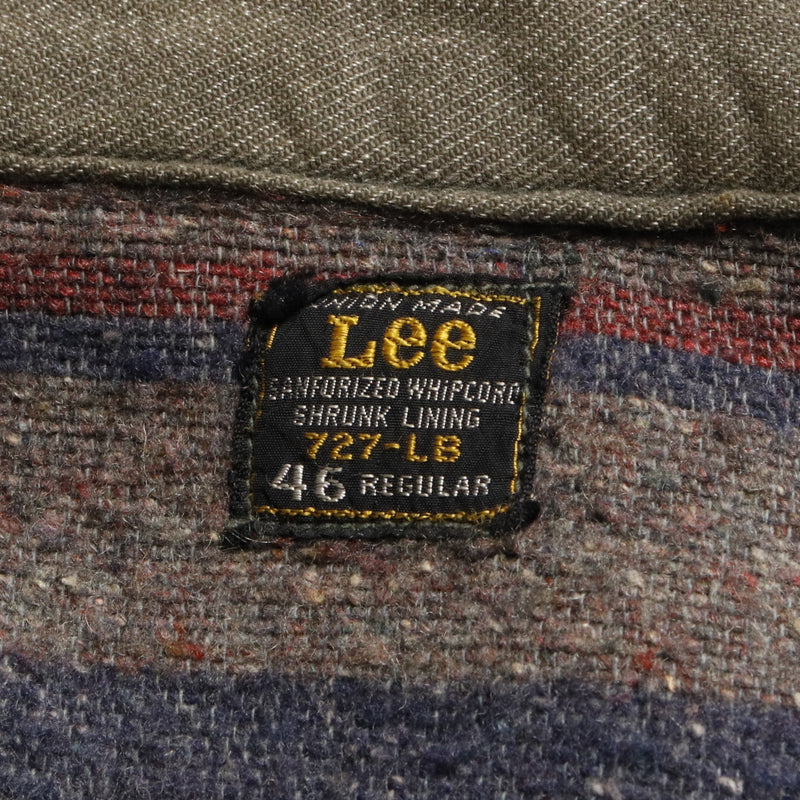 UNION MADE
Lee
SANFORIZED WHIPCORD
SHRUNK LINING
727-LB
46 REGULAR